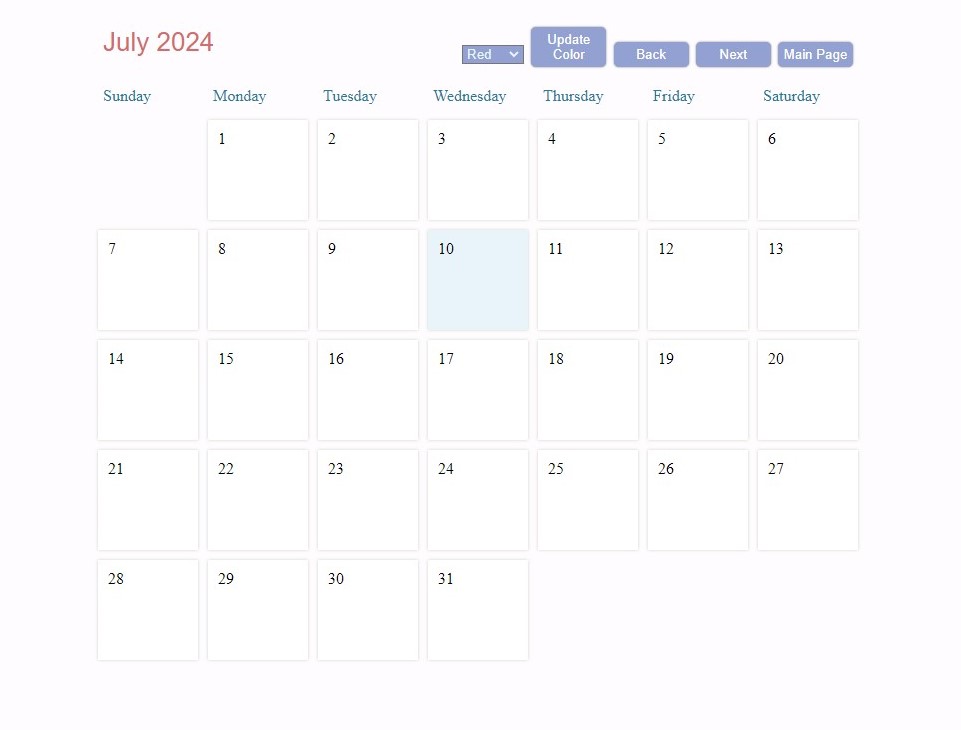 July 2024
Red
Update
Color
Back
Next
Main Page
Sunday Monday Tuesday Wednesday Thursday Friday Saturday
1 2 3 4 5 6
7 8 9 10 11 12 13
14 15 16 17 18 19 20
21 22 23 24 25 26 27
28 29 30 31